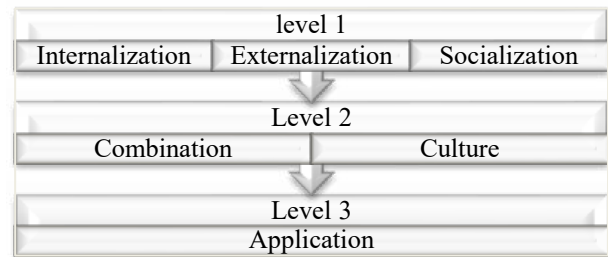 level 1
Internalization Externalization Socialization
Level 2
Combination Culture
Level 3
Application